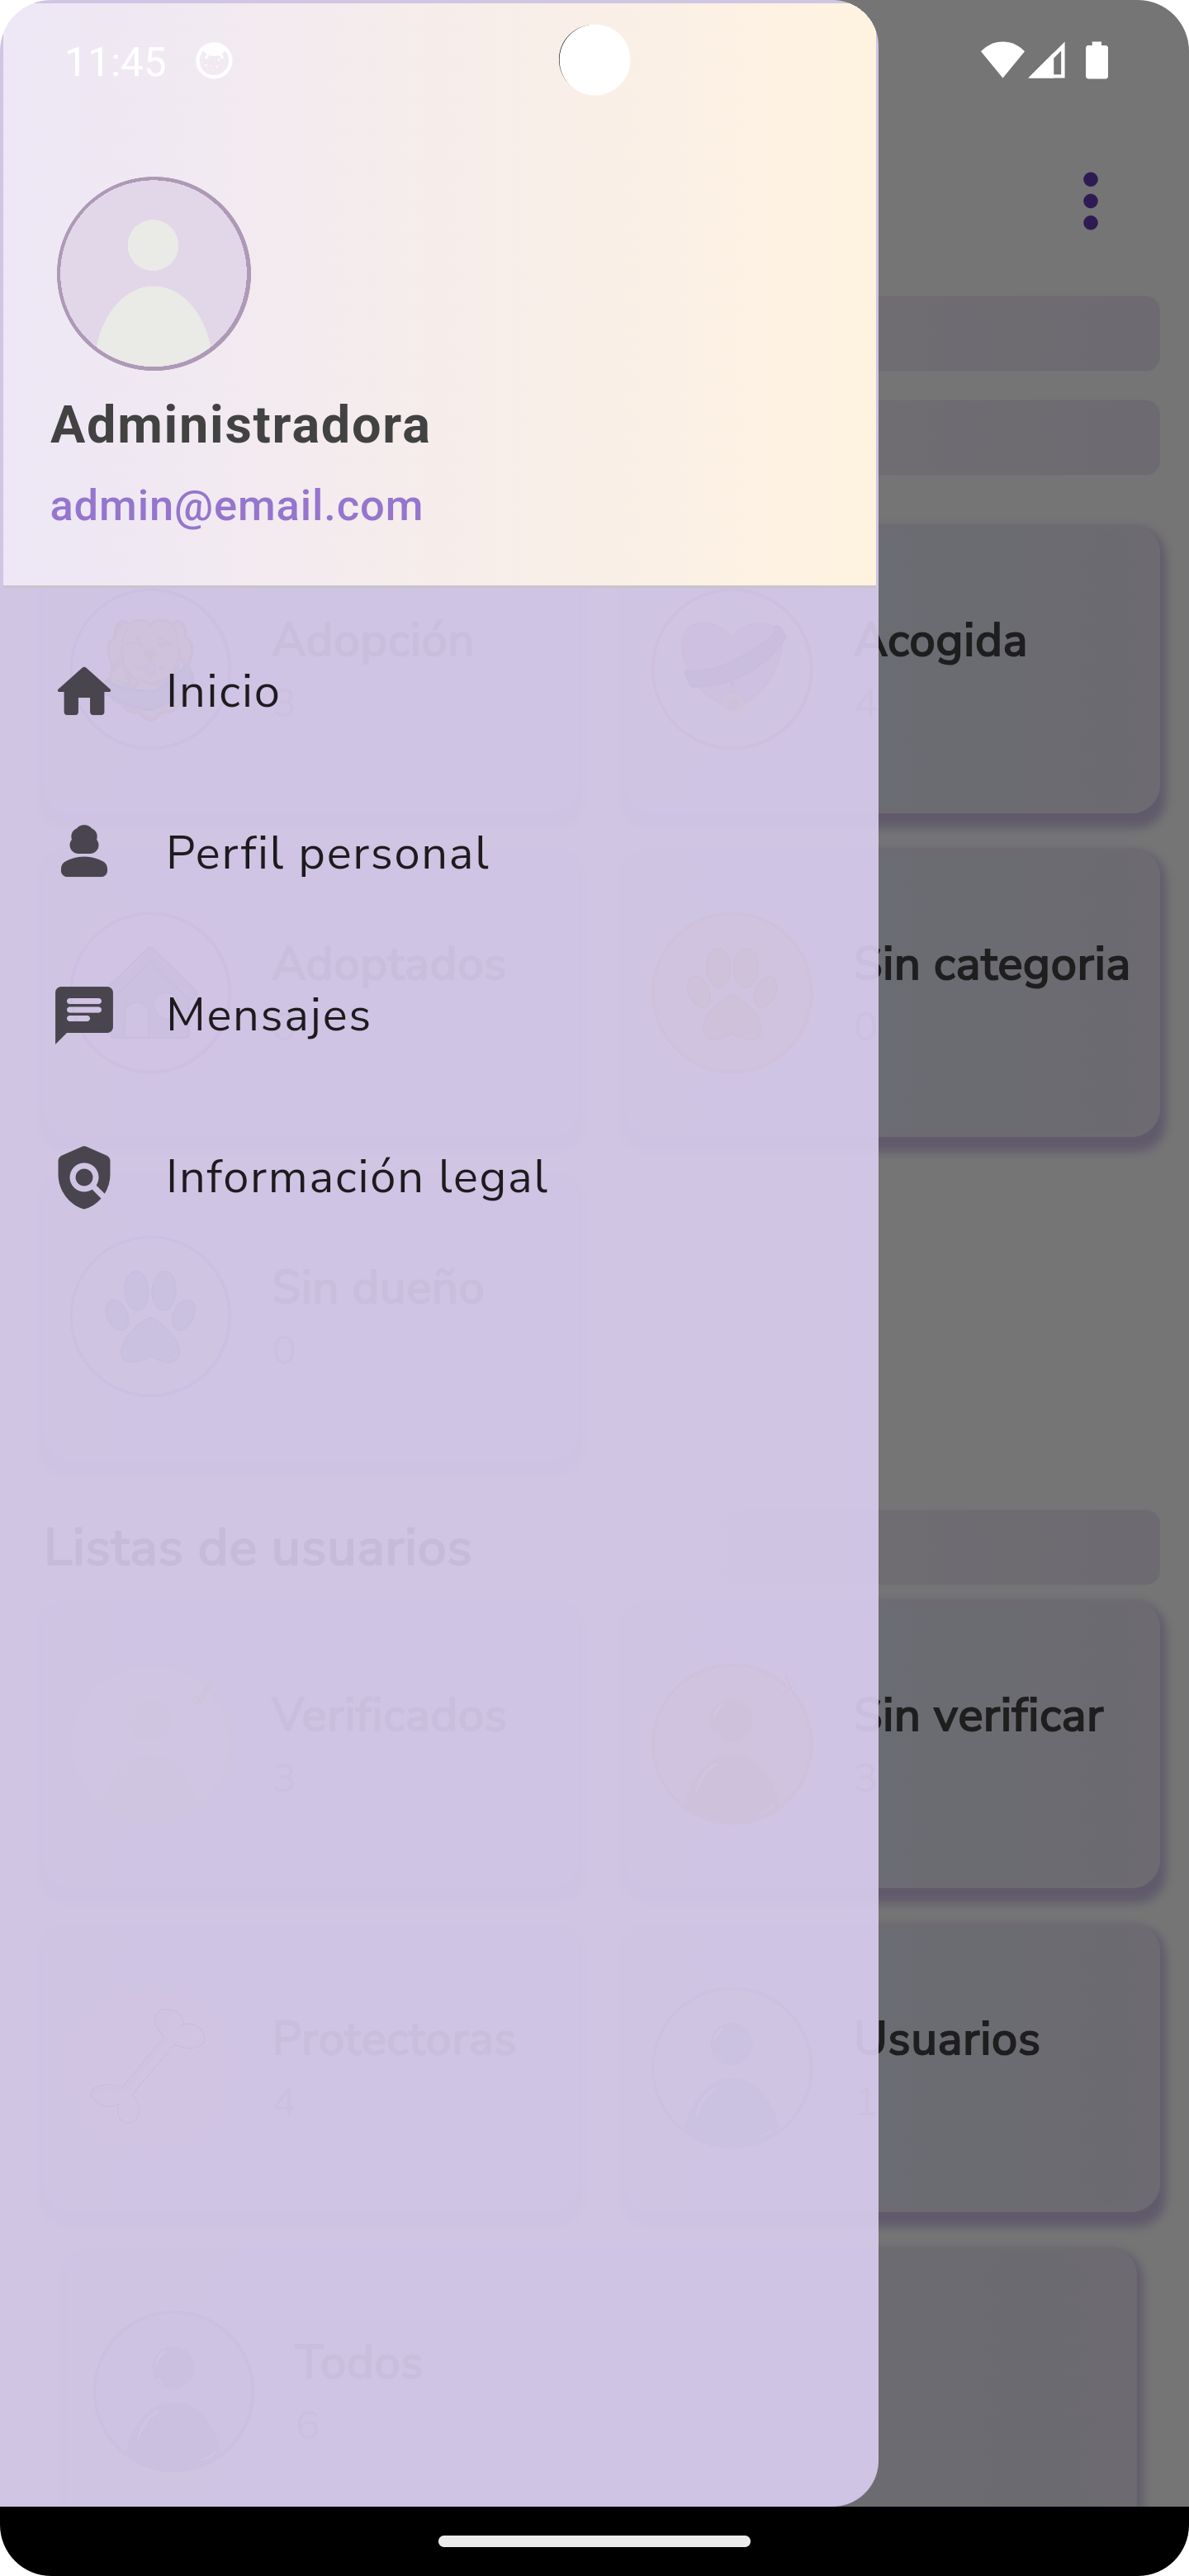 11:45
Administradora
admin@email.com
Adopción
Acogida
Inicio
4
Perfil personal
Adoptados
Sin categoria
Mensajes
0
Información legal
Sin dueño
0
Listas de usuarios
Verificados
Sin verificar
3
3
Protectoras
Usuarios
4
1
Todos
6